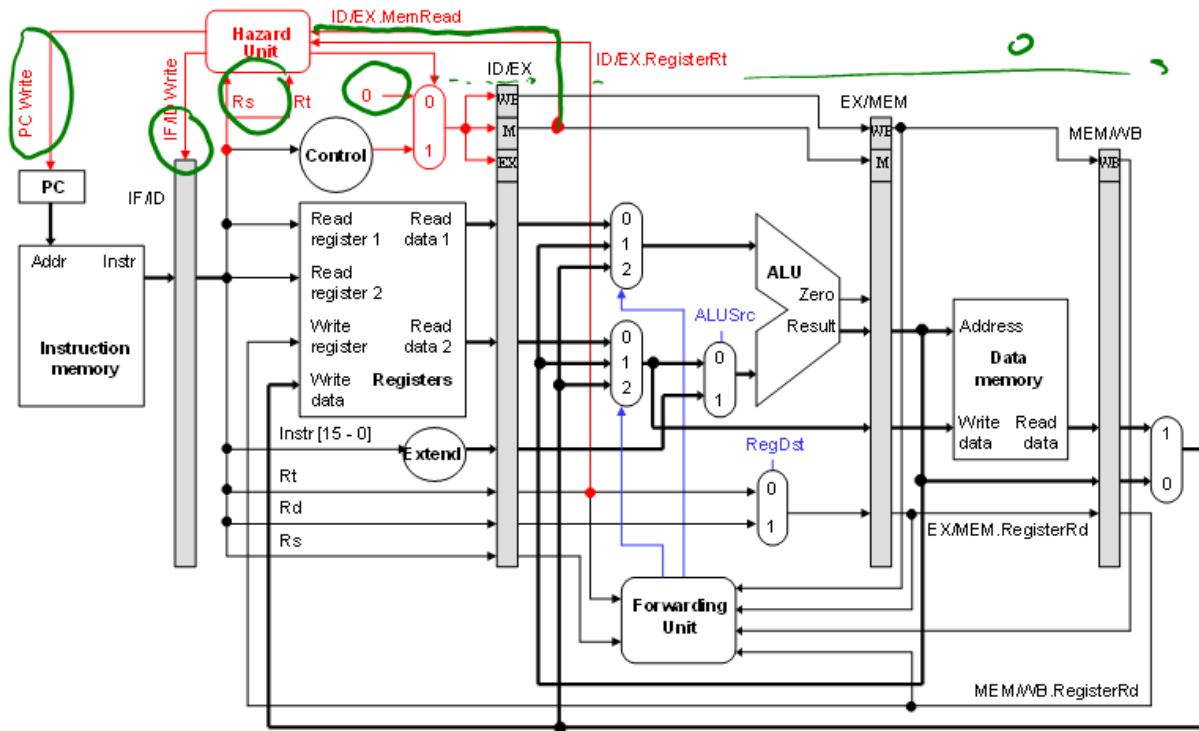 ID/EX.MemRead
Hazard
Unit
ID/EX.RegisterRt
PC Write
IF/ID Write
Rs
Rt
0
0
1
ID/EX
WB
M
EX
EX/MEM
WB
M
MEM/WB
WB
0
Control
PC
IF/ID
Addr Instr
Instruction
memory
Read
register 1
Read
data 1
Read
register 2
Write
register
Read
data 2
Write
data
Registers
0
1
2
0
1
2
ALUSrc
0
1
ALU
Zero
Result
Address
Data
memory
Write
data
Read
data
1
0
Instr [15 - 0]
Extend
RegDst
Rt
0
Rd
1
Rs
EX/MEM.RegisterRd
Forwarding
Unit
MEM/WB.RegisterRd